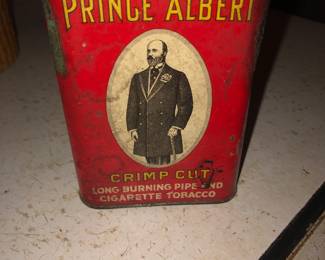 PRINCE ALBERT
CRIMP CUT
LONG BURNING PIPE AND
CIGARETTE TOBACCO